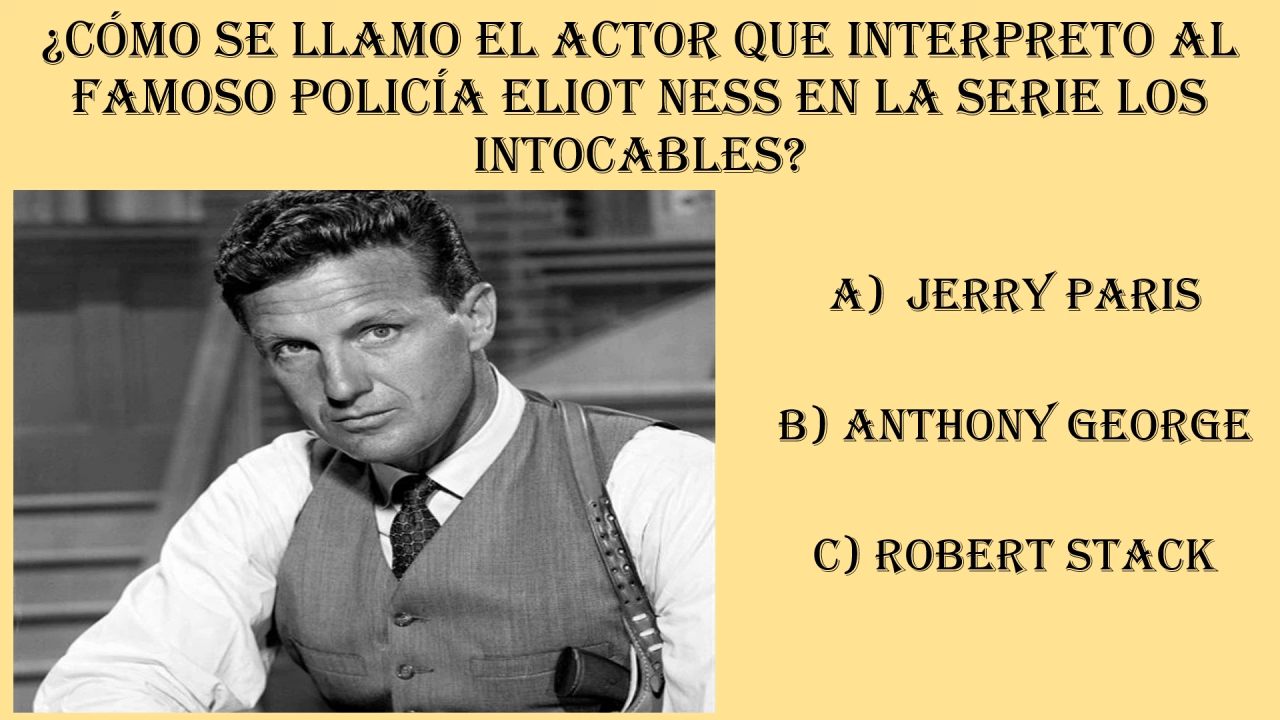 ¿CÓMO SE LLAMO EL ACTOR QUE INTERPRETO AL
FAMOSO POLICÍA ELIOT NESS EN LA SERIE LOS
INTOCABLES?
A) JERRY PARIS
B) ANTHONY GEORGE
C) ROBERT STACK